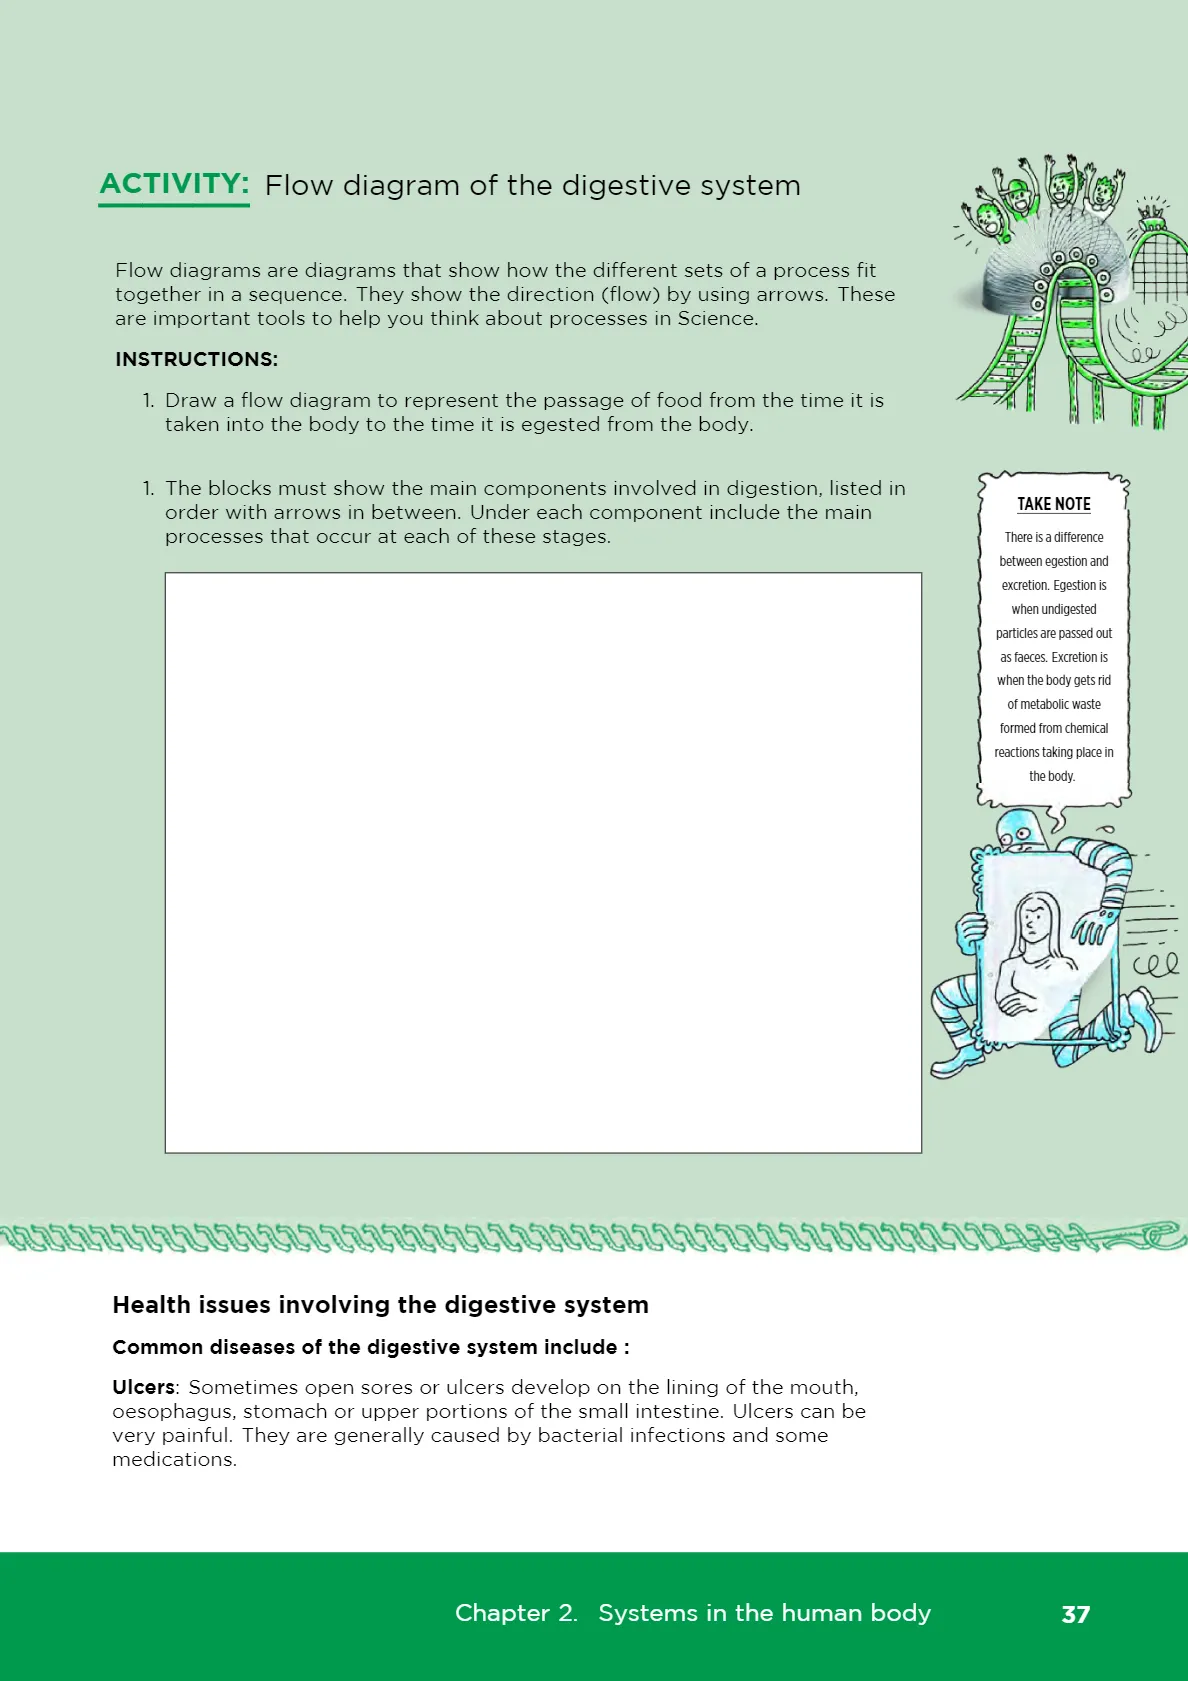 ACTIVITY: Flow diagram of the digestive system
Flow diagrams are diagrams that show how the different sets of a process fit
together in a sequence. They show the direction (flow) by using arrows. These
are important tools to help you think about processes in Science.
INSTRUCTIONS:
1. Draw a flow diagram to represent the passage of food from the time it is
taken into the body to the time it is egested from the body.
1. The blocks must show the main components involved in digestion, listed in
order with arrows in between. Under each component include the main
processes that occur at each of these stages.
TAKE NOTE
There is a difference
between egestion and
excretion. Egestion is
when undigested
particles are passed out
as faeces. Excretion is
when the body gets rid
of metabolic waste
formed from chemical
reactions taking place in
the body.
Health issues involving the digestive system
Common diseases of the digestive system include :
Ulcers: Sometimes open sores or ulcers develop on the lining of the mouth,
oesophagus, stomach or upper portions of the small intestine. Ulcers can be
very painful. They are generally caused by bacterial infections and some
medications.
Chapter 2. Systems in the human body 37